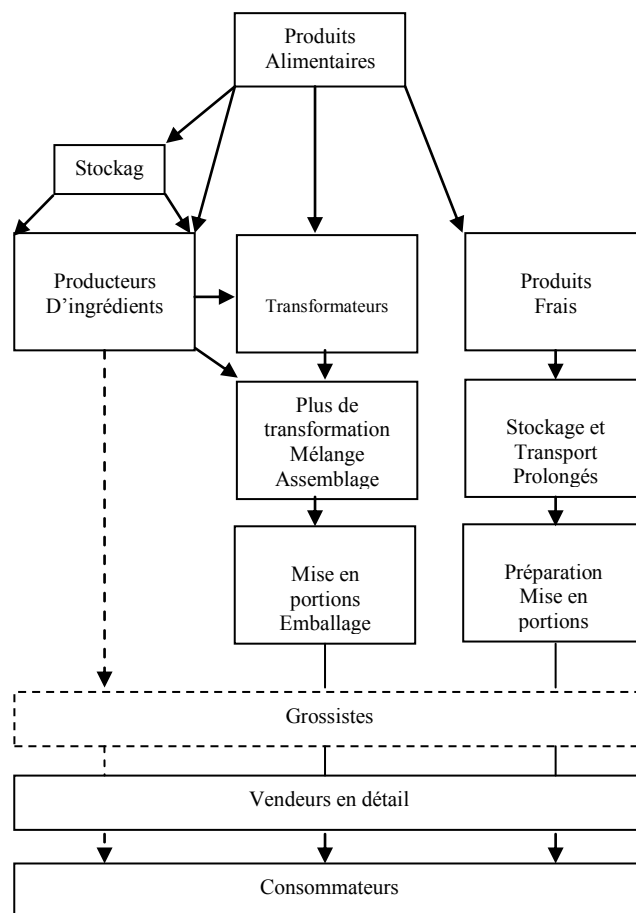 Produits
Alimentaires
Stockag
Producteurs
D’ingrédients
Transformateurs
Produits
Frais
Plus de
transformation
Mélange
Assemblage
Stockage et
Transport
Prolongés
Mise en
portions
Emballage
Préparation
Mise en
portions
Grossistes
Vendeurs en détail
Consommateurs